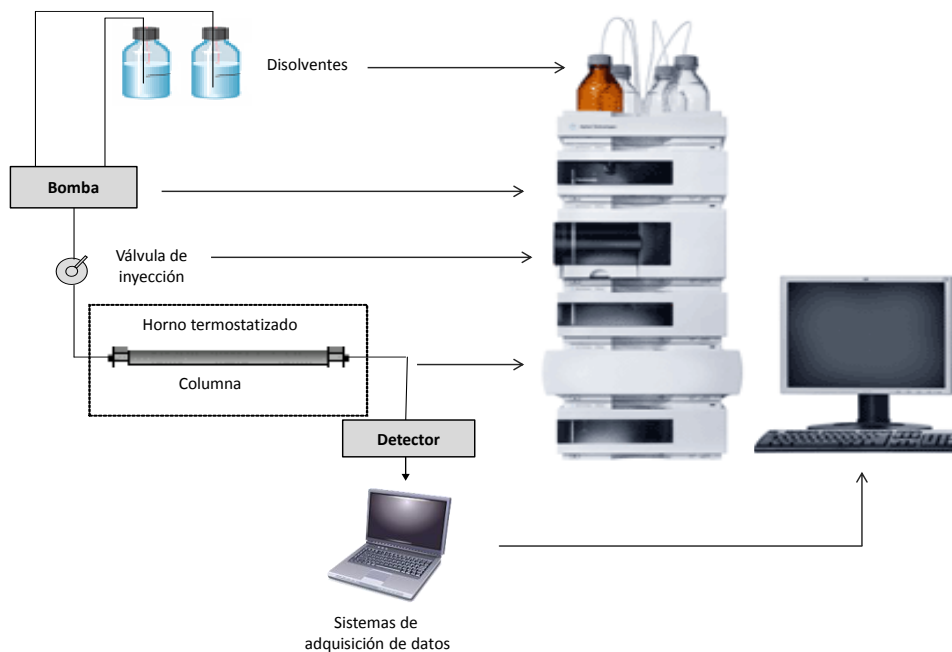 Disolventes
Bomba
Válvula de
inyección
Horno termostatizado
Columna
Detector
Sistemas de
adquisición de datos